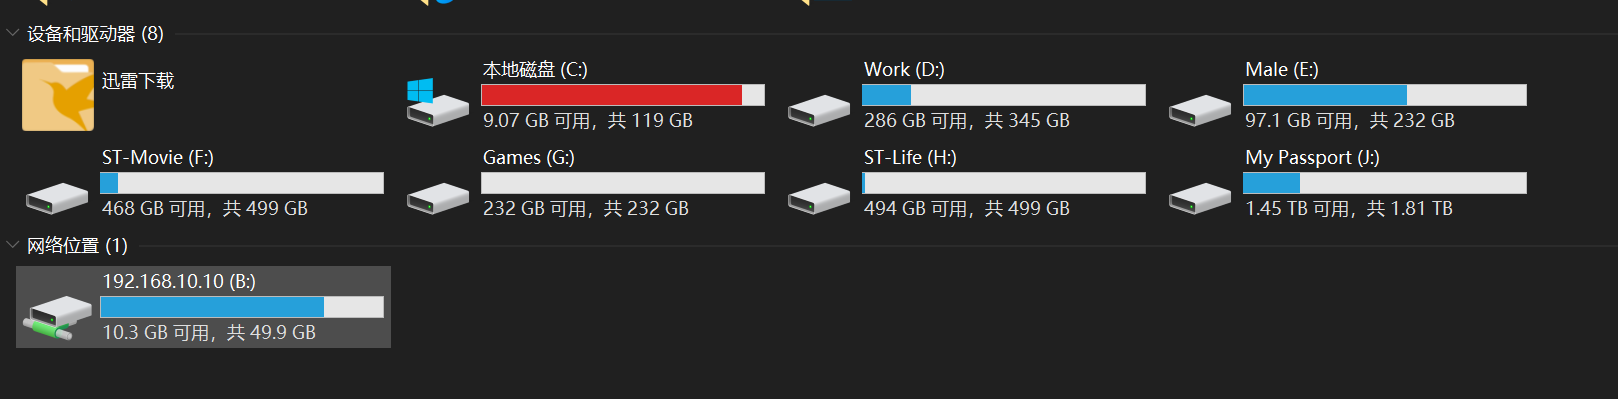 设备和驱动器 (8)
迅雷下载
本地磁盘 (C:)
9.07 GB 可用，共 119 GB
Work (D:)
286 GB 可用，共 345 GB
Male (E:)
97.1 GB 可用，共 232 GB
ST-Movie (F:)
468 GB 可用，共 499 GB
Games (G:)
232 GB 可用，共 232 GB
ST-Life (H:)
494 GB 可用，共 499 GB
My Passport (J:)
1.45 TB 可用，共 1.81 TB
网络位置 (1)
192.168.10.10 (B:)
10.3 GB 可用，共 49.9 GB